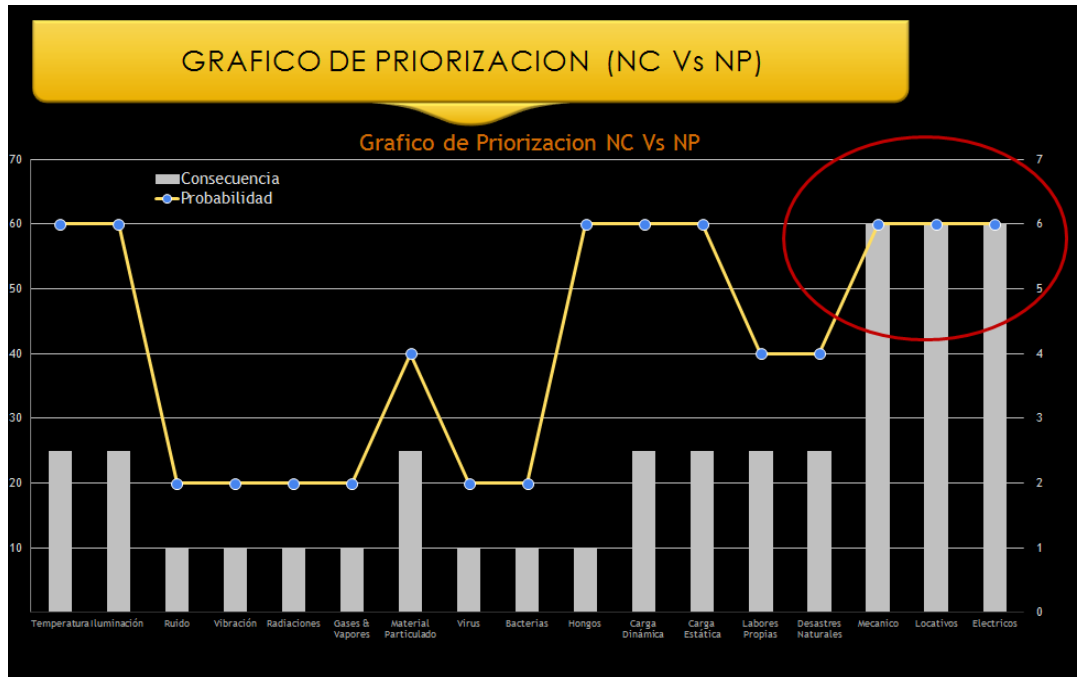 GRAFICO DE PRIORIZACION (NC Vs NP)
Grafico de Priorizacion NC Vs NP
70
7
Consecuencia
Probabilidad
60
6
50
5
40
4
30
3
20
2
10
1
0
Temperatura Iluminación Ruido Vibración Radiaciones Gases & Material Virus Bacterias Hongos Carga Carga Labores Desastres Mecanico Locativos Electricos
Vapores Particulado Dinámica Estática Propias Naturales